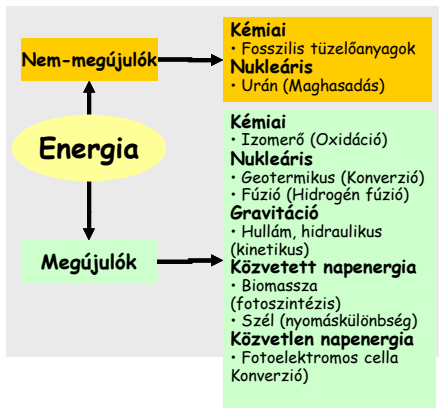 Kémiai
• Fosszilis tüzelőanyagok
Nukleáris
• Urán (Maghasadás)
Nem-megújulók
Energia
Megújulók
Kémiai
• Izomerő (Oxidáció)
Nukleáris
• Geotermikus (Konverzió)
• Fúzió (Hidrogén fúzió)
Gravitáció
• Hullám, hidraulikus
(kinetikus)
Közvetett napenergia
• Biomassza
(fotoszintézis)
• Szél (nyomáskülönbség)
Közvetlen napenergia
• Fotoelektromos cella
Konverzió)